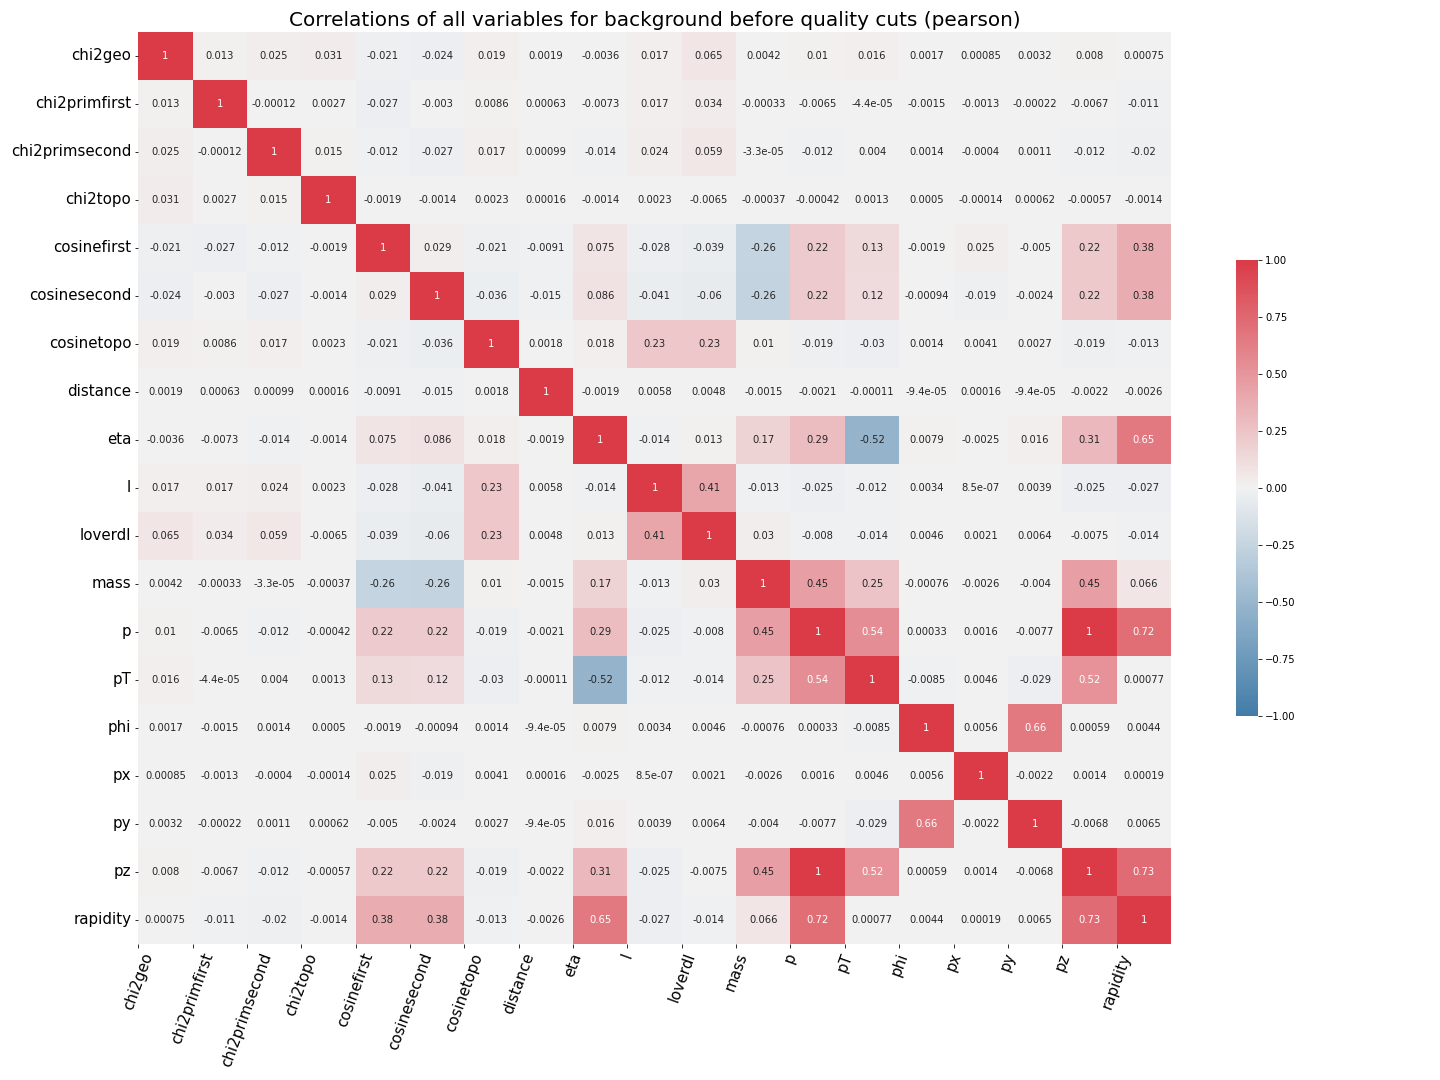 Correlations of all variables for background before quality cuts (pearson)
chi2geo 1 0.013 0.025 0.031 -0.021 -0.024 0.019 0.0019 -0.0036 0.017 0.065 0.0042 0.01 0.016 0.0017 0.00085 0.0032 0.008 0.00075
chi2primfirst 0.013 1 -0.00012 0.0027 -0.027 -0.003 0.0086 0.00063 -0.0073 0.017 0.034 -0.00033 -0.0065 -4.4e-05 -0.0015 -0.0013 -0.00022 -0.0067 -0.011
chi2primsecond 0.025 -0.00012 1 0.015 -0.012 -0.027 0.017 0.00099 -0.014 0.024 0.059 -3.3e-05 -0.012 0.004 0.0014 -0.0004 0.0011 -0.012 -0.02
chi2topo 0.031 0.0027 0.015 1 -0.0019 -0.0014 0.0023 0.00016 -0.0014 0.0023 -0.0065 -0.00037 -0.00042 0.0013 0.0005 -0.00014 0.00062 -0.00057 -0.0014
cosinefirst -0.021 -0.027 -0.012 -0.0019 1 0.029 -0.021 -0.0091 0.075 -0.028 -0.039 -0.26 0.22 0.13 -0.0019 0.025 -0.005 0.22 0.38
cosinesecond -0.024 -0.003 -0.027 -0.0014 0.029 1 -0.036 -0.015 0.086 -0.041 -0.06 -0.26 0.22 0.12 -0.00094 -0.019 -0.0024 0.22 0.38
cosinetopo 0.019 0.0086 0.017 0.0023 -0.021 -0.036 1 0.0018 0.018 0.23 0.23 0.01 -0.019 -0.03 0.0014 0.0041 0.0027 -0.019 -0.013
distance 0.0019 0.00063 0.00099 0.00016 -0.0091 -0.015 0.0018 1 -0.0019 0.0058 0.0048 -0.0015 -0.0021 -0.00011 -9.4e-05 0.00016 -9.4e-05 -0.0022 -0.0026
eta -0.0036 -0.0073 -0.014 -0.0014 0.075 0.086 0.018 -0.0019 1 -0.014 0.013 0.17 0.29 -0.52 0.0079 -0.0025 0.016 0.31 0.65
l 0.017 0.017 0.024 0.0023 -0.028 -0.041 0.23 0.0058 -0.014 1 0.41 -0.013 -0.025 -0.012 0.0034 8.5e-07 0.0039 -0.025 -0.027
loverdl 0.065 0.034 0.059 -0.0065 -0.039 -0.06 0.23 0.0048 0.013 0.41 1 0.03 -0.008 -0.014 0.0046 0.0021 0.0064 -0.0075 -0.014
mass 0.0042 -0.00033 -3.3e-05 -0.00037 -0.26 -0.26 0.01 -0.0015 0.17 -0.013 0.03 1 0.45 0.25 -0.00076 -0.0026 -0.004 0.45 0.066
p 0.01 -0.0065 -0.012 -0.00042 0.22 0.22 -0.019 -0.0021 0.29 -0.025 -0.008 0.45 1 0.54 0.00033 0.0016 -0.0077 1 0.72
pT 0.016 -4.4e-05 0.004 0.0013 0.13 0.12 -0.03 -0.00011 -0.52 -0.012 -0.014 0.25 0.54 1 -0.0085 0.0046 -0.029 0.52 0.00077
phi 0.0017 -0.0015 0.0014 0.0005 -0.0019 -0.00094 0.0014 -9.4e-05 0.0079 0.0034 0.0046 -0.00076 0.00033 -0.0085 1 0.0056 0.66 0.00059 0.0044
px 0.00085 -0.0013 -0.0004 -0.00014 0.025 -0.019 0.0041 0.00016 -0.0025 8.5e-07 0.0021 -0.0026 0.0016 0.0046 0.0056 1 -0.0022 0.0014 0.00019
py 0.0032 -0.00022 0.0011 0.00062 -0.005 -0.0024 0.0027 -9.4e-05 0.016 0.0039 0.0064 -0.004 -0.0077 -0.029 0.66 -0.0022 1 -0.0068 0.0065
pz 0.008 -0.0067 -0.012 -0.00057 0.22 0.22 -0.019 -0.0022 0.31 -0.025 -0.0075 0.45 1 0.52 0.00059 0.0014 -0.0068 1 0.73
rapidity 0.00075 -0.011 -0.02 -0.0014 0.38 0.38 -0.013 -0.0026 0.65 -0.027 -0.014 0.066 0.72 0.00077 0.0044 0.00019 0.0065 0.73 1
chi2geo chi2primfirst chi2primsecond chi2topo cosinefirst cosinesecond cosinetopo distance eta l loverdl mass p pT phi px py pz rapidity
1.00
0.75
0.50
0.25
0.00
−0.25
−0.50
−0.75
−1.00